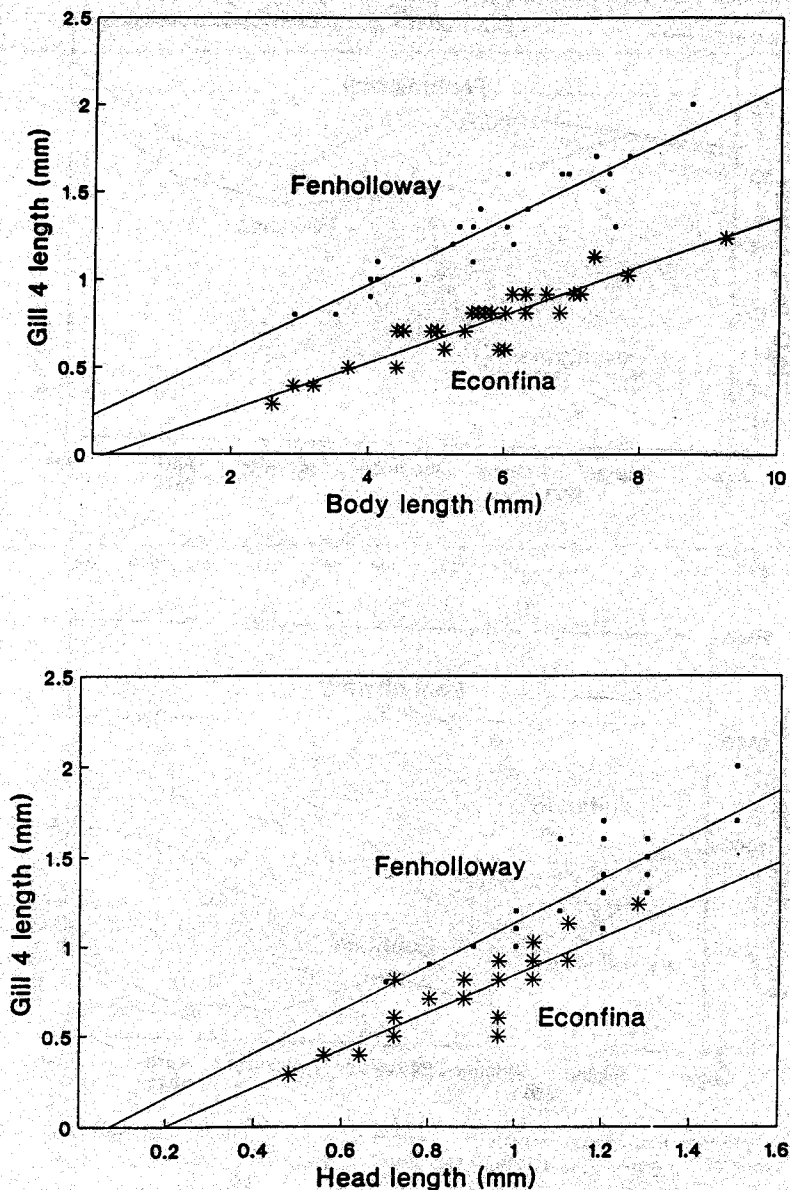 2.5
2
1.5
1
0.5
0
Gill 4 length (mm)
Fenholloway
Econfina
2 4 6 8 10
Body length (mm)
2.5
2
1.5
1
0.5
0
Gill 4 length (mm)
Fenholloway
Econfina
0.2 0.4 0.6 0.8 1 1.2 1.4 1.6
Head length (mm)